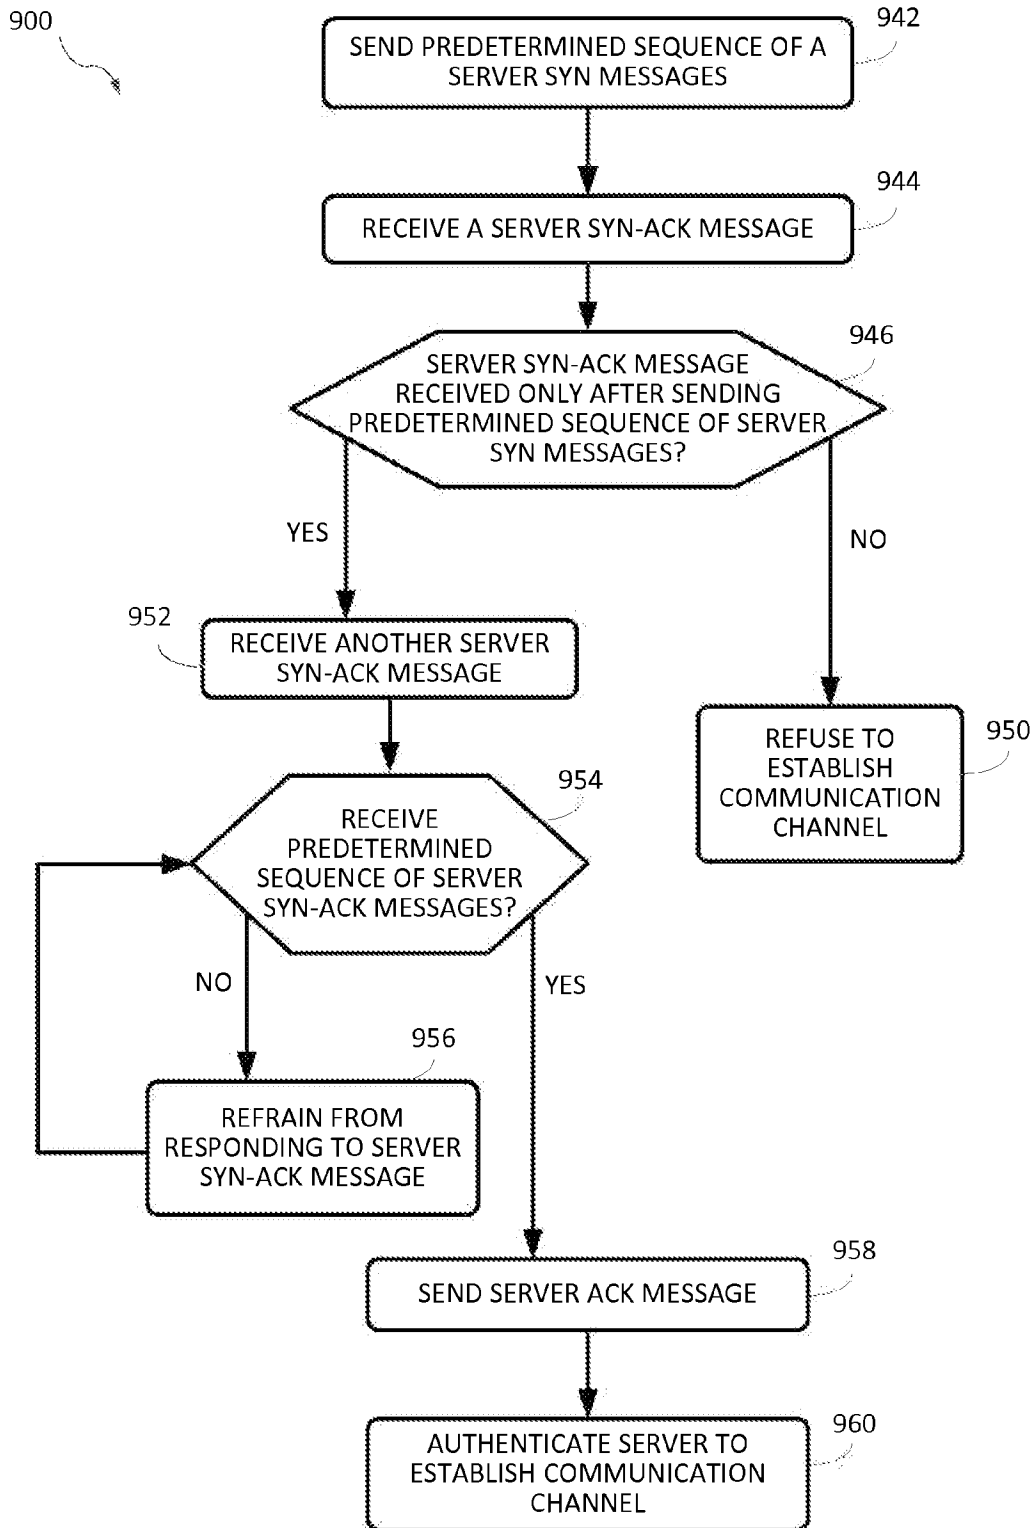 900
942
SEND PREDETERMINED SEQUENCE OF A
SERVER SYN MESSAGES
944
RECEIVE A SERVER SYN-ACK MESSAGE
946
SERVER SYN-ACK MESSAGE
RECEIVED ONLY AFTER SENDING
PREDETERMINED SEQUENCE OF SERVER
SYN MESSAGES?
YES
NO
952
RECEIVE ANOTHER SERVER
SYN-ACK MESSAGE
950
REFUSE TO
ESTABLISH
COMMUNICATION
CHANNEL
954
RECEIVE
PREDETERMINED
SEQUENCE OF SERVER
SYN-ACK MESSAGES?
NO
YES
956
REFRAIN FROM
RESPONDING TO SERVER
SYN-ACK MESSAGE
958
SEND SERVER ACK MESSAGE
960
AUTHENTICATE SERVER TO
ESTABLISH COMMUNICATION
CHANNEL